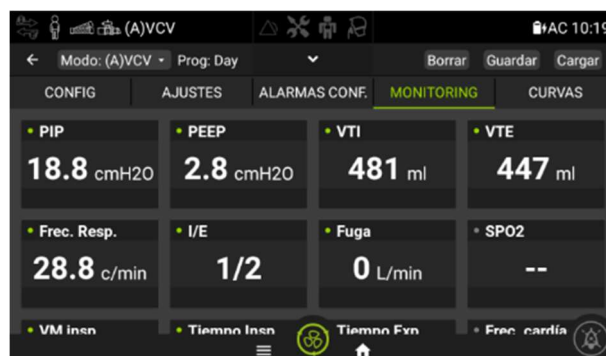 (A)VCV AC 10:19
Modo: (A)VCV Prog: Day Borrar Guardar Cargar
CONFIG AJUSTES ALARMAS CONF. MONITORING CURVAS
PIP PEEP VTI VTE
18.8 cmH2O 2.8 cmH2O 481 ml 447 ml
Frec. Resp. I/E Fuga SPO2
28.8 c/min 1/2 0 L/min --
VM insp Tiempo Insp Tiempo Exp Frec. cardía